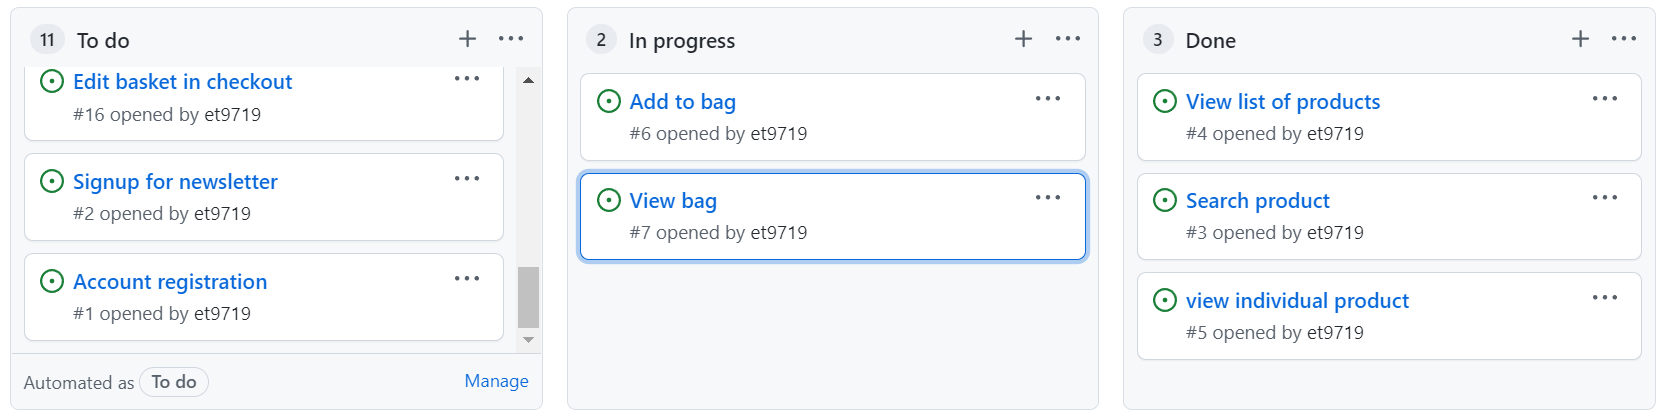 11 To do
Edit basket in checkout
#16 opened by et9719
Signup for newsletter
#2 opened by et9719
Account registration
#1 opened by et9719
Automated as To do Manage
2 In progress
Add to bag
#6 opened by et9719
View bag
#7 opened by et9719
3 Done
View list of products
#4 opened by et9719
Search product
#3 opened by et9719
view individual product
#5 opened by et9719